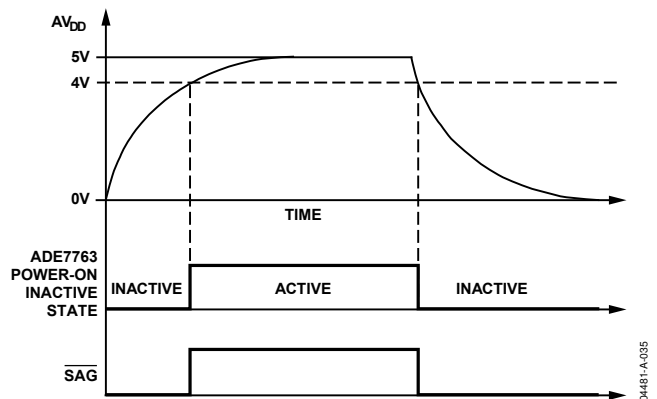 AVDD
5V
4V
0V
TIME
ADE7763
POWER-ON
INACTIVE
STATE
INACTIVE
ACTIVE
INACTIVE
SAG
04481-A-035